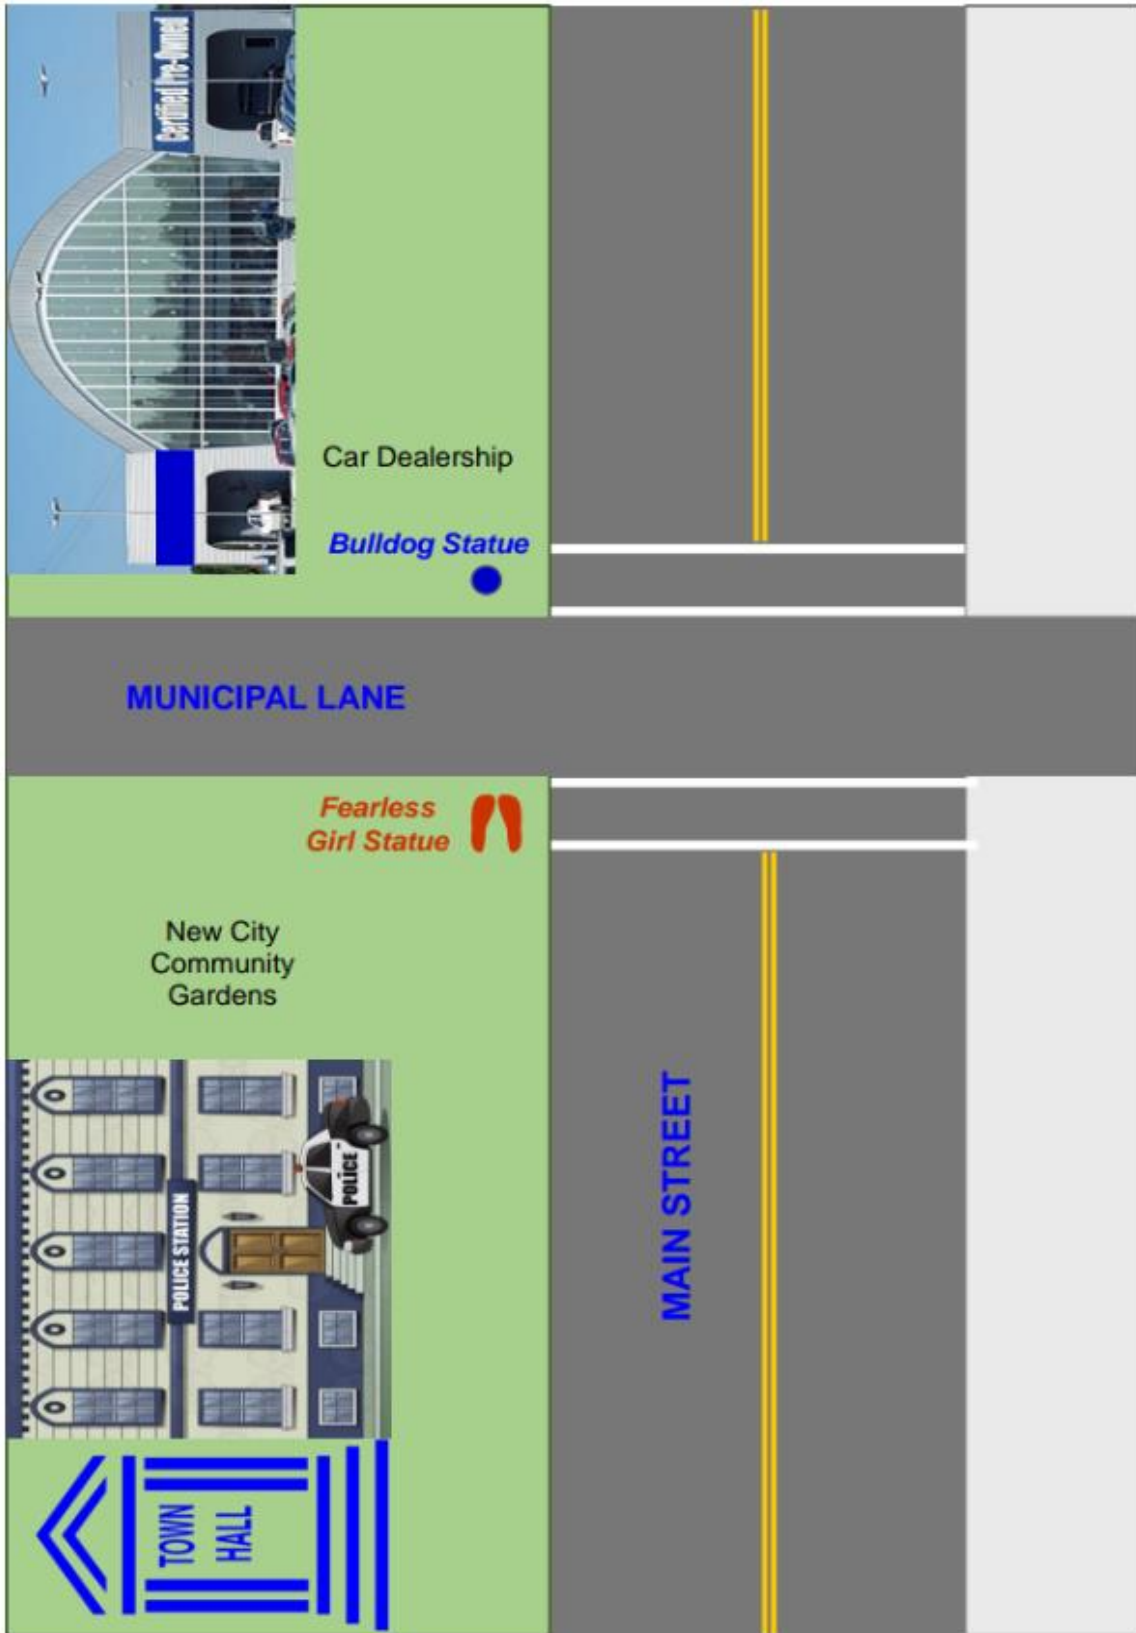 Certified Pre-Owned
Car Dealership
Bulldog Statue
MUNICIPAL LANE
Fearless
Girl Statue
New City
Community
Gardens
MAIN STREET
POLICE STATION
POLICE
TOWN
HALL